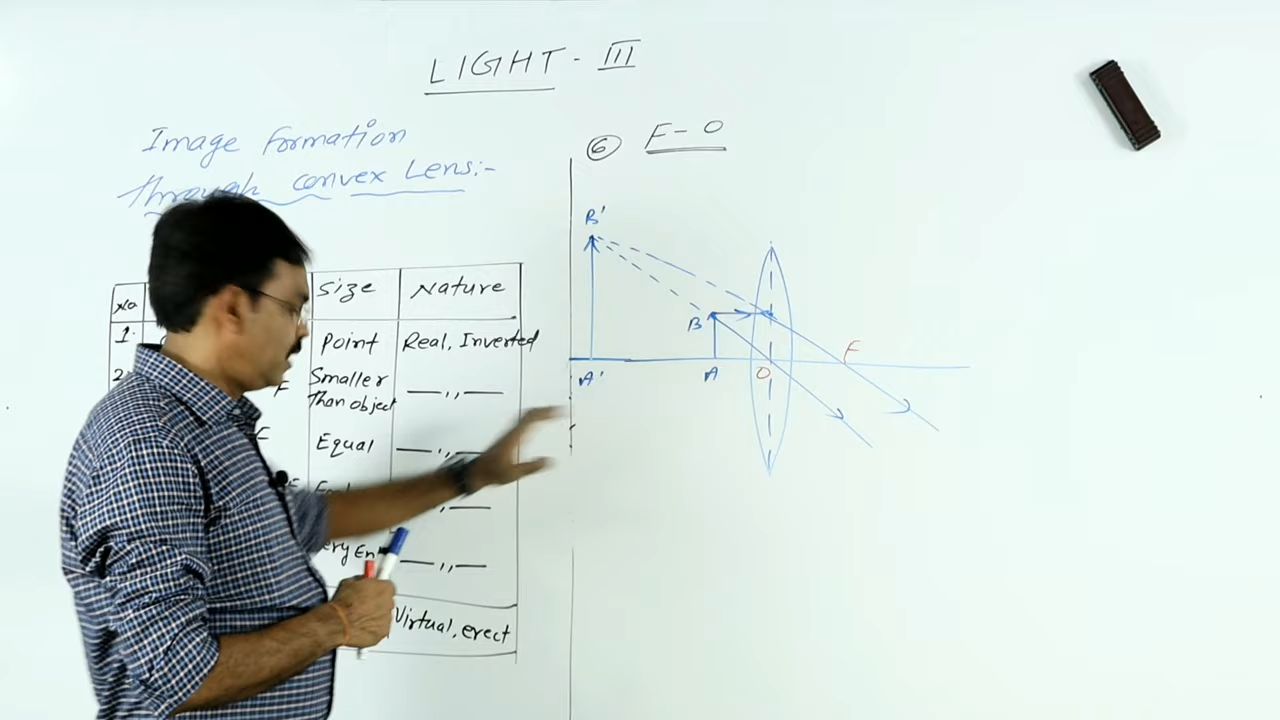 LIGHT - III
Image Formation
Through convex Lens:-
⑥ F - O
No Size Nature
1. Point Real, Inverted
2 F Smaller Than object —,,—
C Equal —,,—
—,,—
—,,—
Virtual, erect
B'
B
A' A O F